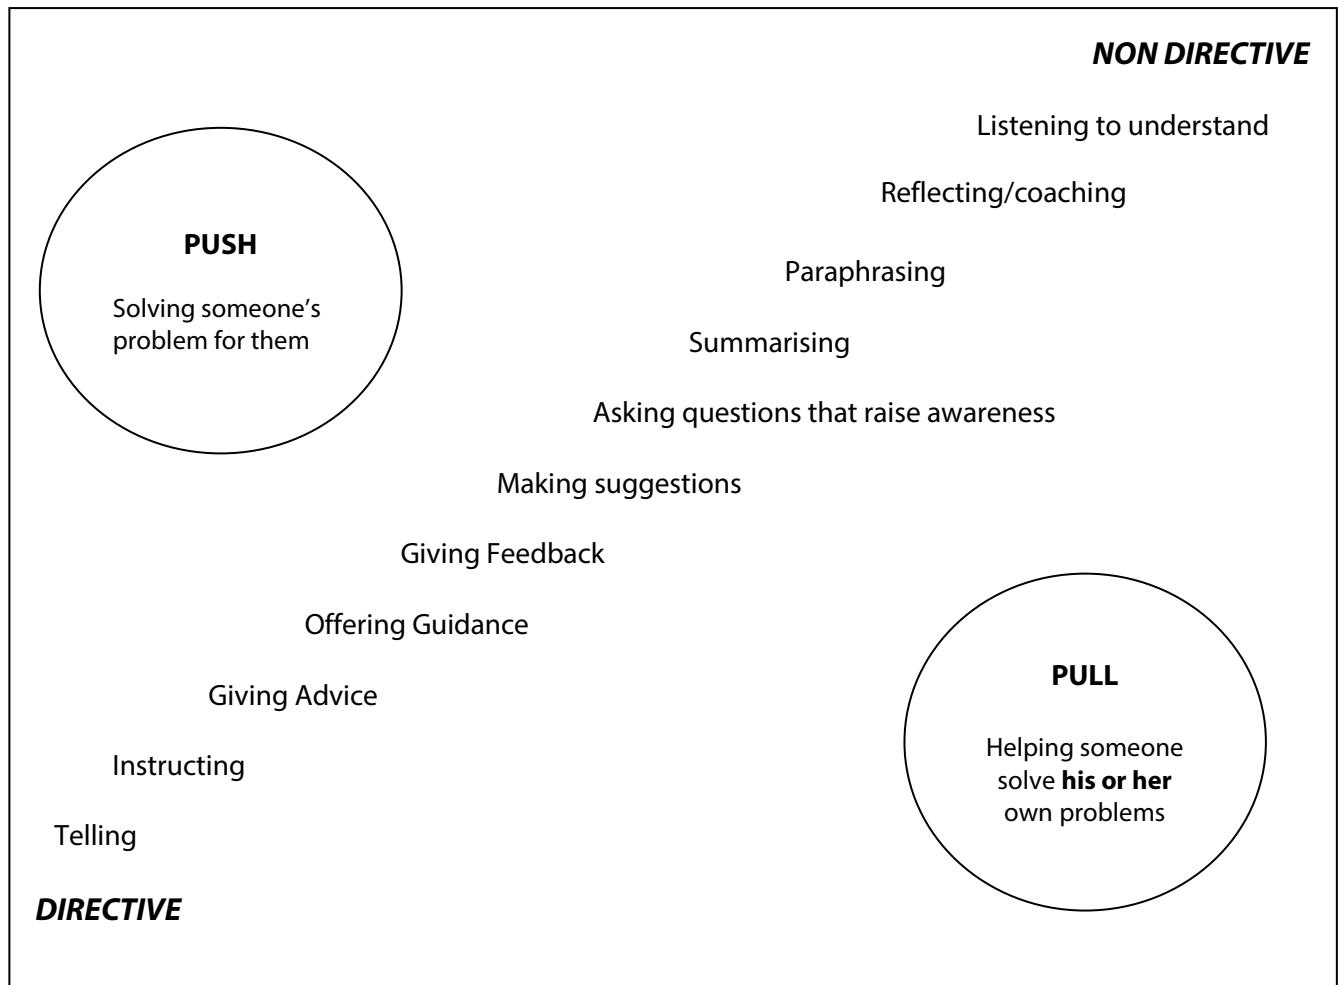 NON DIRECTIVE
Listening to understand
Reflecting/coaching
PUSH
Solving someone’s
problem for them
Paraphrasing
Summarising
Asking questions that raise awareness
Making suggestions
Giving Feedback
Offering Guidance
Giving Advice
Instructing
Telling
DIRECTIVE
PULL
Helping someone
solve his or her
own problems